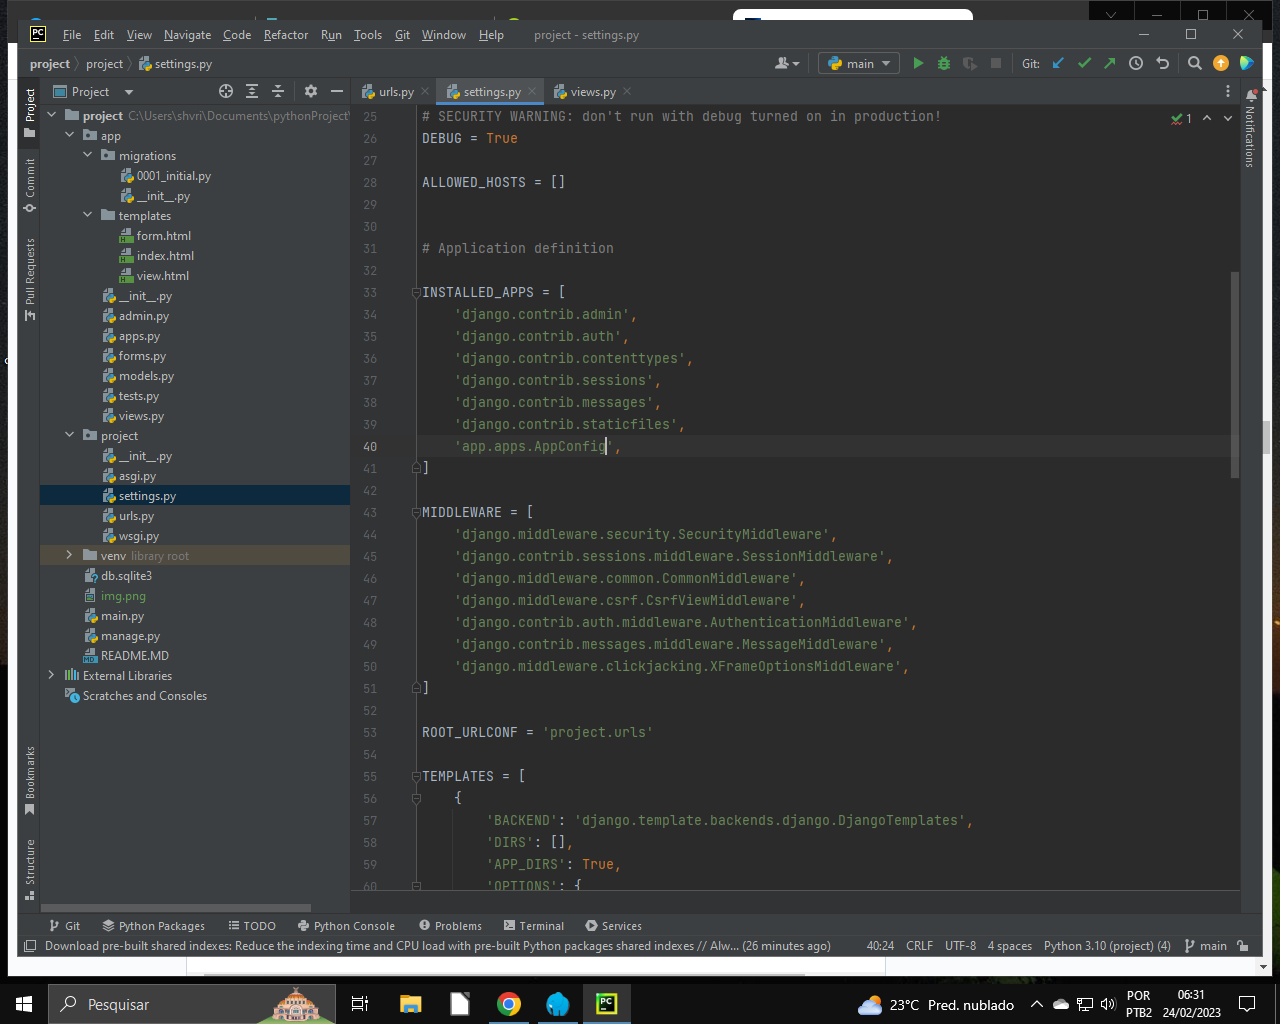 PC File Edit View Navigate Code Refactor Run Tools Git Window Help project - settings.py
project project settings.py main Git:
Project
urls.py settings.py views.py
Project
Commit
Pull Requests
Bookmarks
Structure
Notifications
project C:\Users\shvri\Documents\pythonProject\
app
migrations
0001_initial.py
__init__.py
templates
form.html
index.html
view.html
__init__.py
admin.py
apps.py
forms.py
models.py
tests.py
views.py
project
__init__.py
asgi.py
settings.py
urls.py
wsgi.py
venv library root
db.sqlite3
img.png
main.py
manage.py
README.MD
External Libraries
Scratches and Consoles
1
25 # SECURITY WARNING: don't run with debug turned on in production!
26 DEBUG = True
27
28 ALLOWED_HOSTS = []
29
30
31 # Application definition
32
33 INSTALLED_APPS = [
34 'django.contrib.admin',
35 'django.contrib.auth',
36 'django.contrib.contenttypes',
37 'django.contrib.sessions',
38 'django.contrib.messages',
39 'django.contrib.staticfiles',
40 'app.apps.AppConfig',
41 ]
42
43 MIDDLEWARE = [
44 'django.middleware.security.SecurityMiddleware',
45 'django.contrib.sessions.middleware.SessionMiddleware',
46 'django.middleware.common.CommonMiddleware',
47 'django.middleware.csrf.CsrfViewMiddleware',
48 'django.contrib.auth.middleware.AuthenticationMiddleware',
49 'django.contrib.messages.middleware.MessageMiddleware',
50 'django.middleware.clickjacking.XFrameOptionsMiddleware',
51 ]
52
53 ROOT_URLCONF = 'project.urls'
54
55 TEMPLATES = [
56 {
57 'BACKEND': 'django.template.backends.django.DjangoTemplates',
58 'DIRS': [],
59 'APP_DIRS': True,
60 'OPTIONS': {
Git Python Packages TODO Python Console Problems Terminal Services
Download pre-built shared indexes: Reduce the indexing time and CPU load with pre-built Python packages shared indexes // Alw... (26 minutes ago) 40:24 CRLF UTF-8 4 spaces Python 3.10 (project) (4) main
Pesquisar PC 23°C Pred. nublado POR 06:31
PTB2 24/02/2023